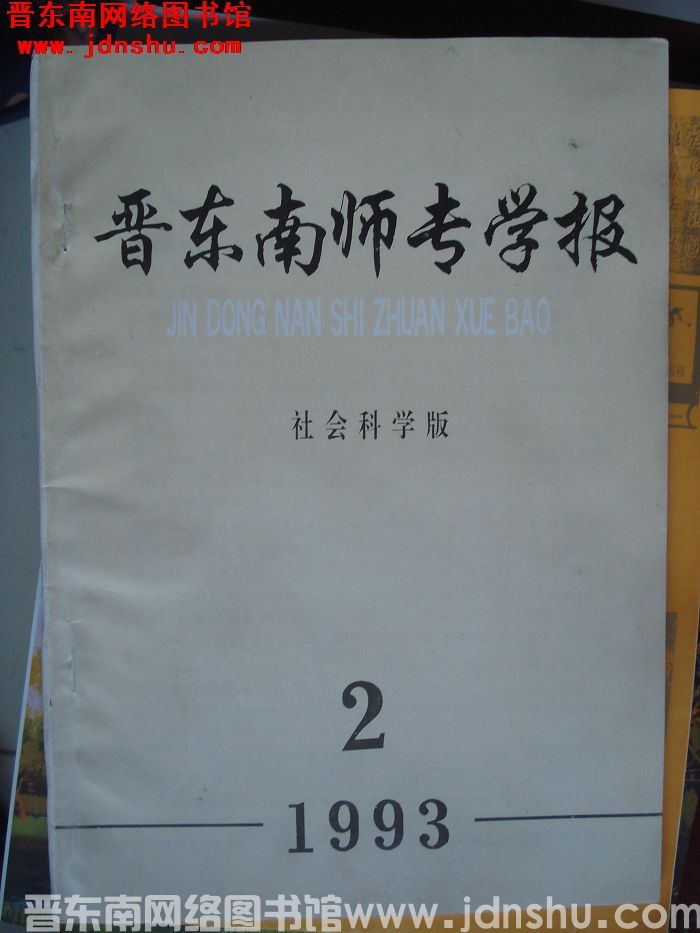 晋东南网络图书馆
www.jdnshu.com
晋东南师专学报
JIN DONG NAN SHI ZHUAN XUE BAO
社会科学版
2
1993
晋东南网络图书馆www.jdnshu.com